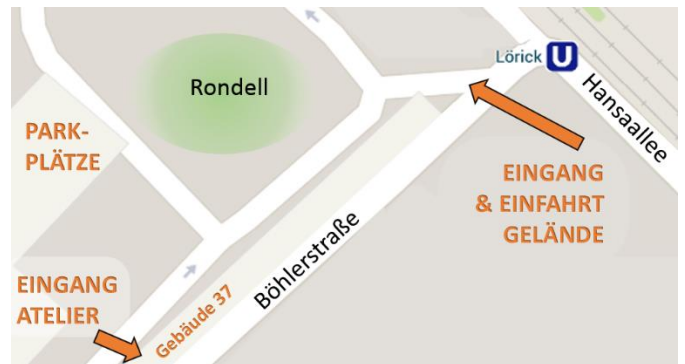 Lörick U
Rondell
Hansaallee
PARK-
PLÄTZE
EINGANG
& EINFAHRT
GELÄNDE
Böhlerstraße
EINGANG
ATELIER
Gebäude 37